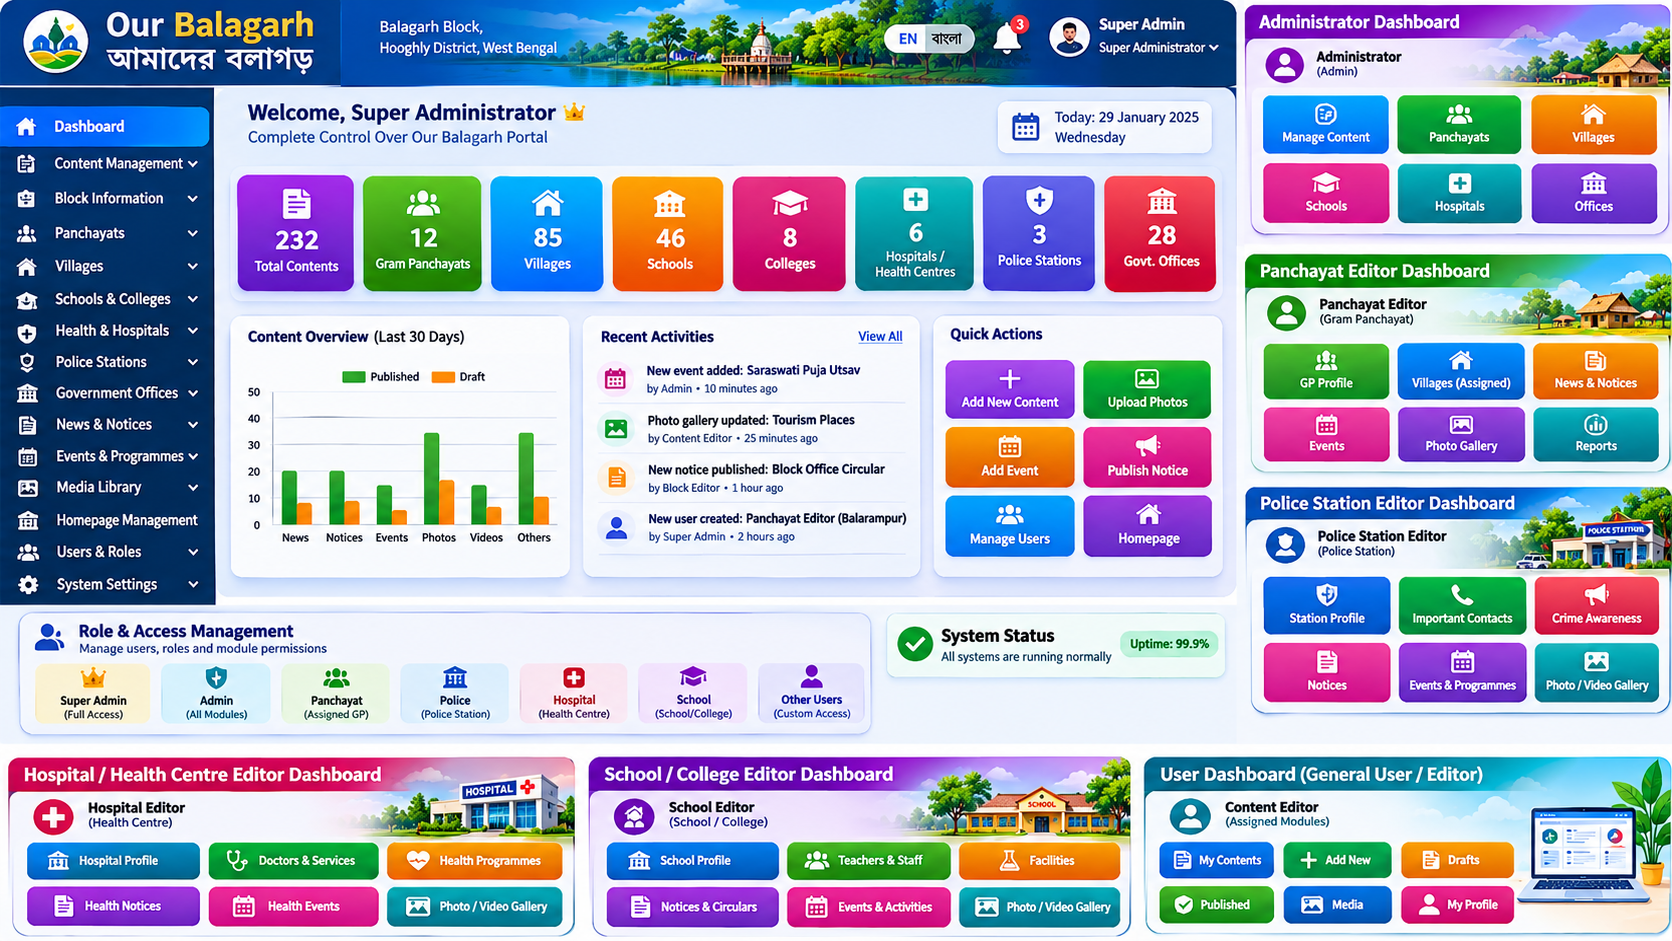 Our Balagarh
আমাদের বলাগড়
Balagarh Block,
Hooghly District, West Bengal
EN বাংলা
3
Super Admin
Super Administrator
Dashboard
Content Management
Block Information
Panchayats
Villages
Schools & Colleges
Health & Hospitals
Police Stations
Government Offices
News & Notices
Events & Programmes
Media Library
Homepage Management
Users & Roles
System Settings
Welcome, Super Administrator
Complete Control Over Our Balagarh Portal
Today: 29 January 2025
Wednesday
232
Total Contents
12
Gram Panchayats
85
Villages
46
Schools
8
Colleges
6
Hospitals /
Health Centres
3
Police Stations
28
Govt. Offices
Content Overview (Last 30 Days)
Published Draft
50
40
30
20
10
0
News Notices Events Photos Videos Others
Recent Activities View All
New event added: Saraswati Puja Utsav
by Admin • 10 minutes ago
Photo gallery updated: Tourism Places
by Content Editor • 25 minutes ago
New notice published: Block Office Circular
by Block Editor • 1 hour ago
New user created: Panchayat Editor (Balarampur)
by Super Admin • 2 hours ago
Quick Actions
Add New Content Upload Photos
Add Event Publish Notice
Manage Users Homepage
Role & Access Management
Manage users, roles and module permissions
Super Admin
(Full Access)
Admin
(All Modules)
Panchayat
(Assigned GP)
Police
(Police Station)
Hospital
(Health Centre)
School
(School/College)
Other Users
(Custom Access)
System Status
All systems are running normally
Uptime: 99.9%
Administrator Dashboard
Administrator
(Admin)
Manage Content Panchayats Villages
Schools Hospitals Offices
Panchayat Editor Dashboard
Panchayat Editor
(Gram Panchayat)
GP Profile Villages (Assigned) News & Notices
Events Photo Gallery Reports
Police Station Editor Dashboard
Police Station Editor
(Police Station)
POLICE STATION
Station Profile Important Contacts Crime Awareness
Notices Events & Programmes Photo / Video Gallery
Hospital / Health Centre Editor Dashboard
Hospital Editor
(Health Centre)
HOSPITAL
Hospital Profile Doctors & Services Health Programmes
Health Notices Health Events Photo / Video Gallery
School / College Editor Dashboard
School Editor
(School / College)
SCHOOL
School Profile Teachers & Staff Facilities
Notices & Circulars Events & Activities Photo / Video Gallery
User Dashboard (General User / Editor)
Content Editor
(Assigned Modules)
My Contents Add New Drafts
Published Media My Profile